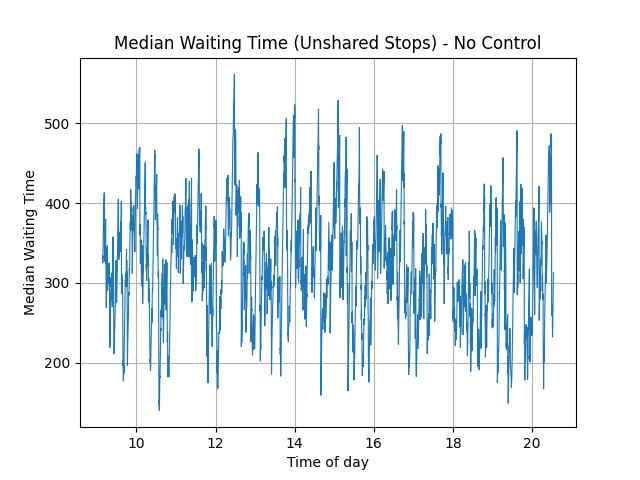 Median Waiting Time (Unshared Stops) - No Control
500
400
300
200
Median Waiting Time
10 12 14 16 18 20
Time of day